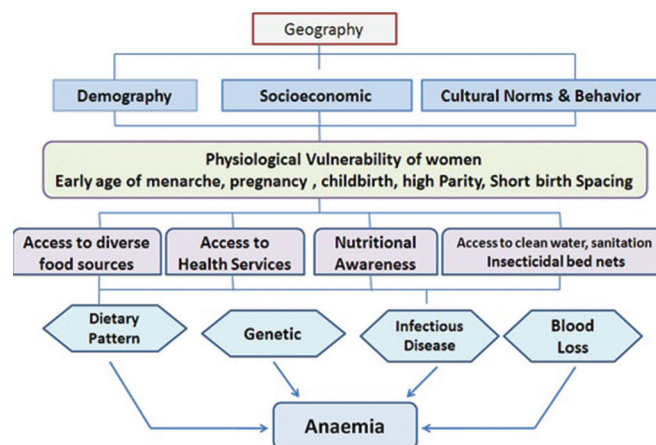 Geography
Demography
Socioeconomic
Cultural Norms & Behavior
Physiological Vulnerability of women
Early age of menarche, pregnancy , childbirth, high Parity, Short birth Spacing
Access to diverse
food sources
Access to
Health Services
Nutritional
Awareness
Access to clean water, sanitation
Insecticidal bed nets
Dietary
Pattern
Genetic
Infectious
Disease
Blood
Loss
Anaemia